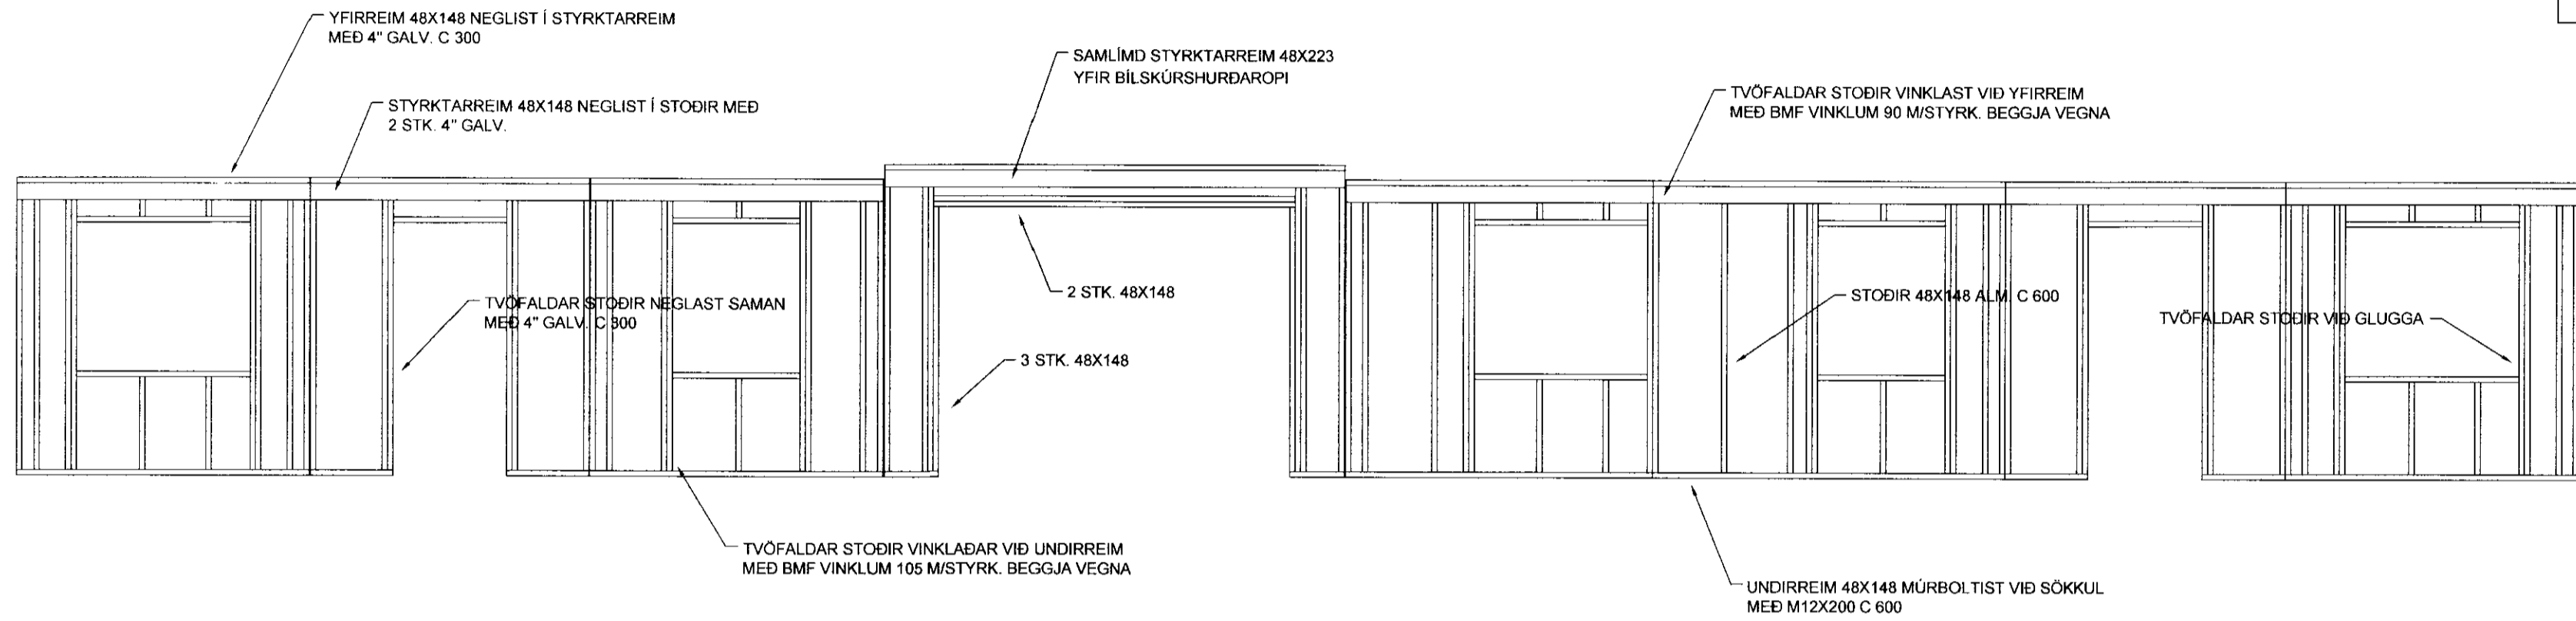 YFIRREIM 48X148 NEGLIST Í STYRKTARREIM
MEÐ 4" GALV. C 300
STYRKTARREIM 48X148 NEGLIST Í STOÐIR MEÐ
2 STK. 4" GALV.
SAMLÍMD STYRKTARREIM 48X223
YFIR BÍLSKÚRSHURÐAROPI
TVÖFALDAR STOÐIR VINKLAST VIÐ YFIRREIM
MEÐ BMF VINKLUM 90 M/STYRK. BEGGJA VEGNA
TVÖFALDAR STOÐIR NEGLAST SAMAN
MEÐ 4" GALV. C 300
2 STK. 48X148
3 STK. 48X148
STOÐIR 48X148 ALM. C 600
TVÖFALDAR STOÐIR VIÐ GLUGGA
TVÖFALDAR STOÐIR VINKLAÐAR VIÐ UNDIRREIM
MEÐ BMF VINKLUM 105 M/STYRK. BEGGJA VEGNA
UNDIRREIM 48X148 MÚRBOLTIST VIÐ SÖKKUL
MEÐ M12X200 C 600